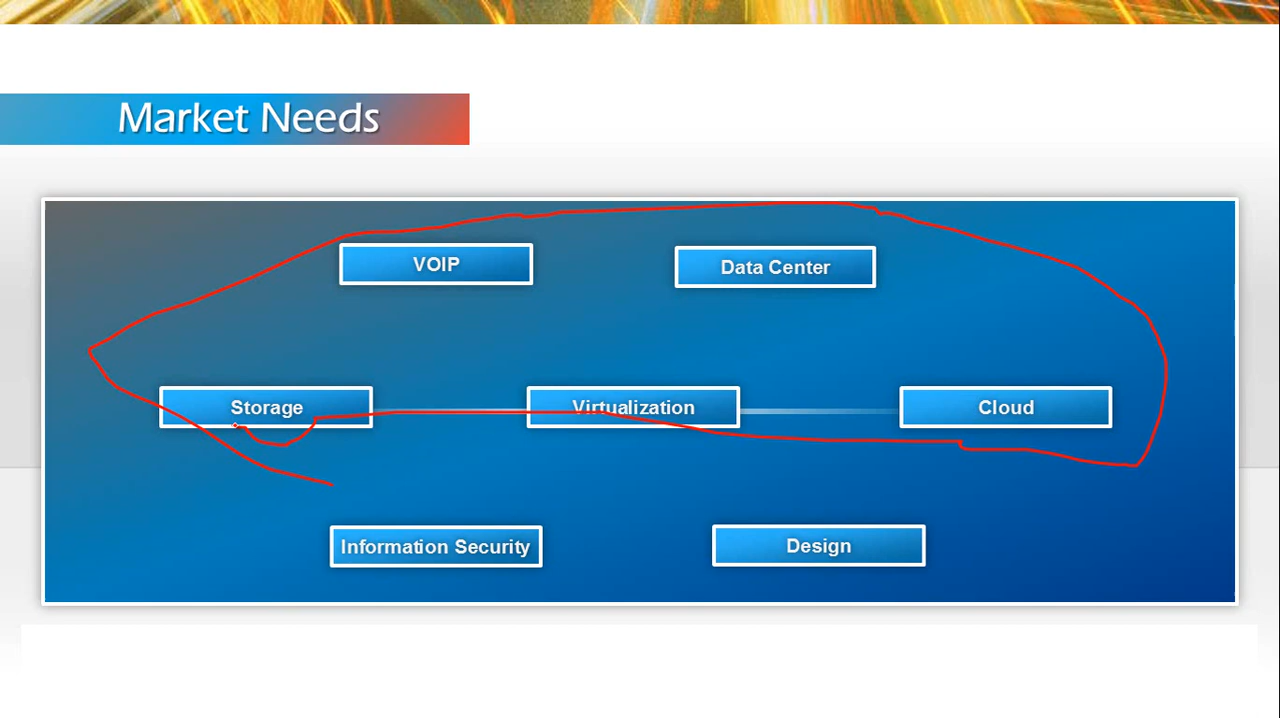 Market Needs
VOIP
Data Center
Storage
Virtualization
Cloud
Information Security
Design